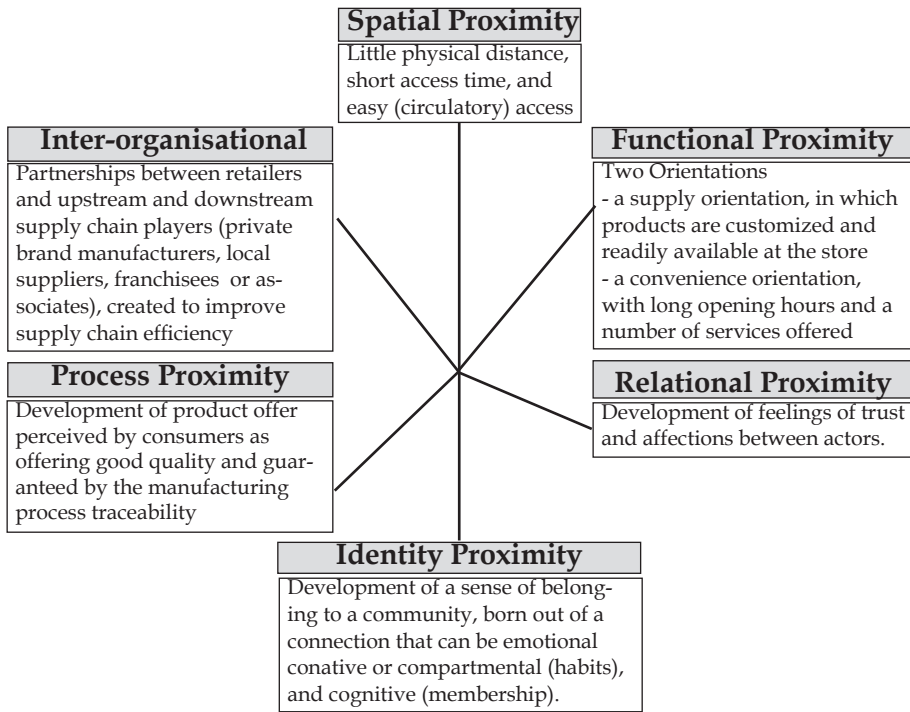 Spatial Proximity
Little physical distance,
short access time, and
easy (circulatory) access
Inter-organisational
Partnerships between retailers
and upstream and downstream
supply chain players (private
brand manufacturers, local
suppliers, franchisees or as-
sociates), created to improve
supply chain efficiency
Functional Proximity
Two Orientations
- a supply orientation, in which
products are customized and
readily available at the store
- a convenience orientation,
with long opening hours and a
number of services offered
Process Proximity
Development of product offer
perceived by consumers as
offering good quality and guar-
anteed by the manufacturing
process traceability
Relational Proximity
Development of feelings of trust
and affections between actors.
Identity Proximity
Development of a sense of belong-
ing to a community, born out of a
connection that can be emotional
conative or compartmental (habits),
and cognitive (membership).